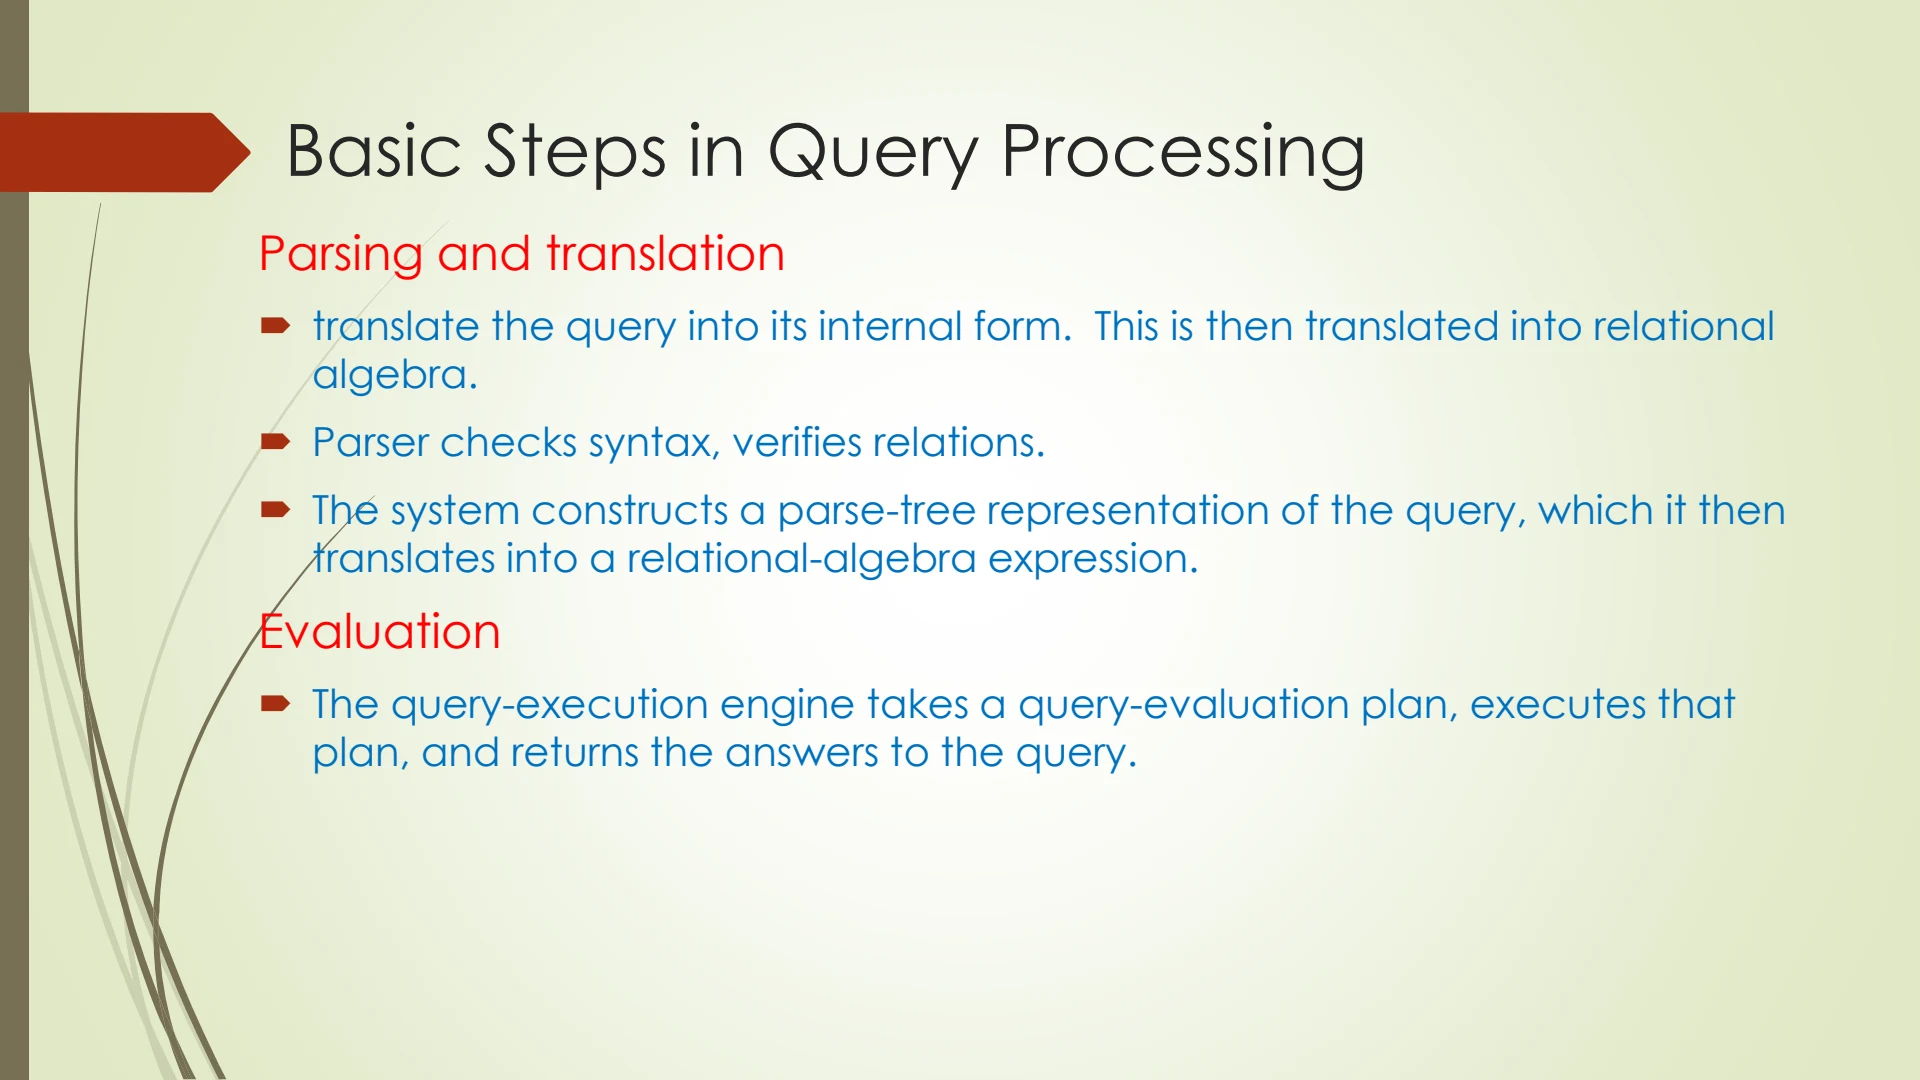 Basic Steps in Query Processing
Parsing and translation
translate the query into its internal form.  This is then translated into relational
algebra.
Parser checks syntax, verifies relations.
The system constructs a parse-tree representation of the query, which it then
translates into a relational-algebra expression.
Evaluation
The query-execution engine takes a query-evaluation plan, executes that
plan, and returns the answers to the query.